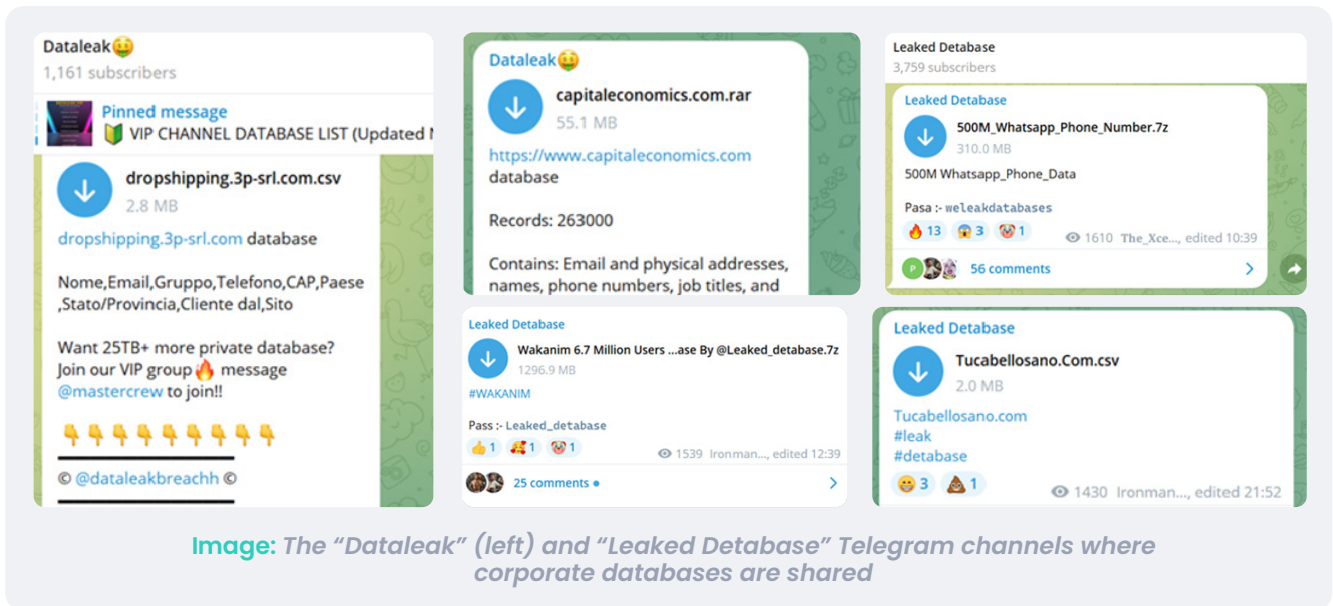 Dataleak🤑
1,161 subscribers
Pinned message
🔰 VIP CHANNEL DATABASE LIST (Updated
dropshipping.3p-srl.com.csv
2.8 MB
dropshipping.3p-srl.com database
Nome,Email,Gruppo,Telefono,CAP,Paese
,Stato/Provincia,Cliente dal,Sito
Want 25TB+ more private database?
Join our VIP group🔥 message
@mastercrew to join!!
👇👇👇👇👇👇👇👇👇
© @dataleakbreachh ©
Dataleak🤑
capitaleconomics.com.rar
55.1 MB
https://www.capitaleconomics.com
database
Records: 263000
Contains: Email and physical addresses,
names, phone numbers, job titles, and
Leaked Database
3,759 subscribers
Leaked Database
500M_Whatsapp_Phone_Number.7z
310.0 MB
500M Whatsapp_Phone_Data
Pasa :- weleakdatabases
🔥 13 😱 3 🤡 1
1610 The_Xce..., edited 10:39
P
56 comments
Leaked Database
Wakanim 6.7 Million Users ...ase By @Leaked_detabase.7z
1296.9 MB
#WAKANIM
Pass :- Leaked_detabase
👍 1 🥰 1 🤡 1
1539 Ironman..., edited 12:39
25 comments
Leaked Database
Tucabellosano.Com.csv
2.0 MB
Tucabellosano.com
#leak
#detabase
😁 3 💩 1
1430 Ironman..., edited 21:52
Image: The “Dataleak” (left) and “Leaked Detabase” Telegram channels where
corporate databases are shared